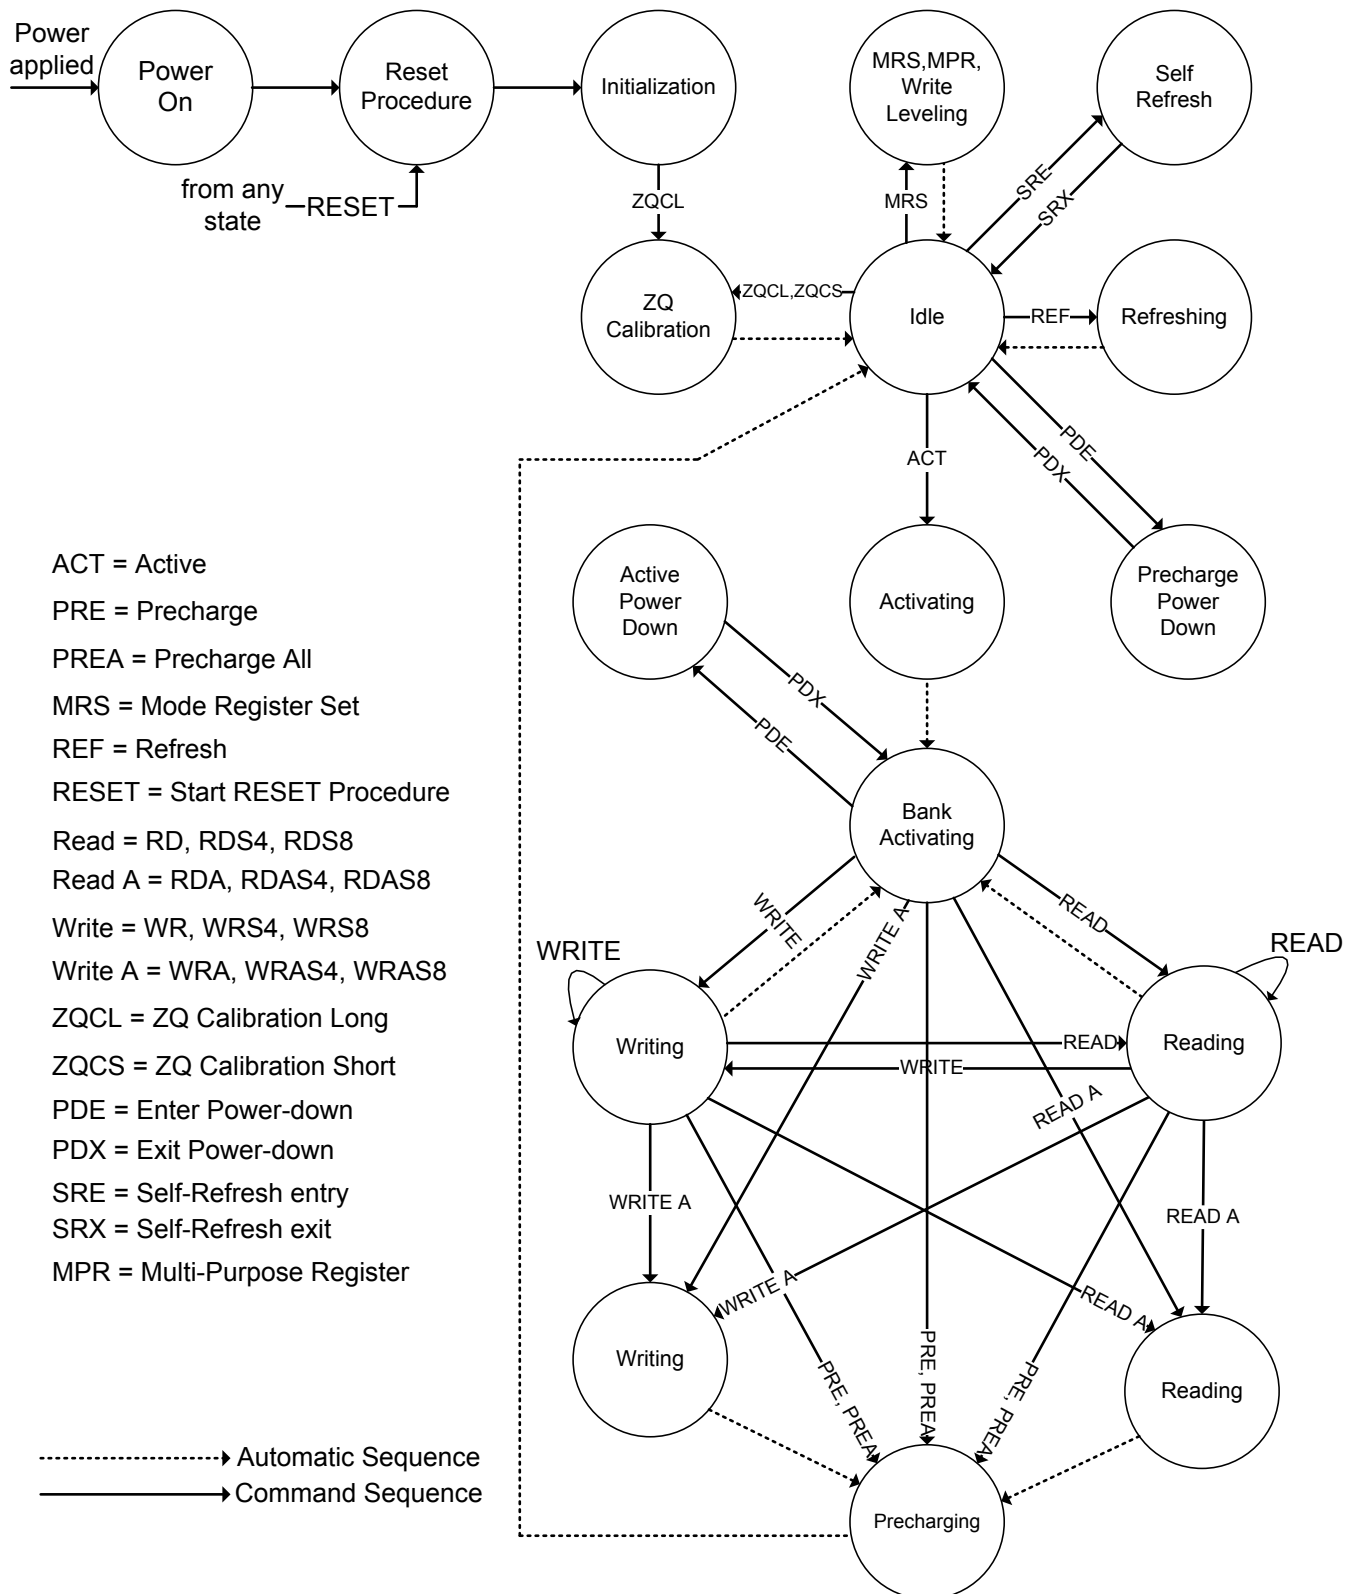 Power
applied
Power
On
Reset
Procedure
Initialization
MRS,MPR,
Write
Leveling
Self
Refresh
from any
state
RESET
ZQCL
MRS
SRE
SRX
ZQ
Calibration
ZQCL,ZQCS
Idle
REF
Refreshing
ACT
PDE
PDX
Active
Power
Down
Activating
Precharge
Power
Down
PDX
PDE
Bank
Activating
WRITE
WRITE A
READ
WRITE
READ
Writing
READ
WRITE
Reading
READ A
WRITE A
READ A
WRITE A
READ A
Writing
PRE, PREA
PRE, PREA
PRE, PREA
Reading
Precharging
ACT = Active
PRE = Precharge
PREA = Precharge All
MRS = Mode Register Set
REF = Refresh
RESET = Start RESET Procedure
Read = RD, RDS4, RDS8
Read A = RDA, RDAS4, RDAS8
Write = WR, WRS4, WRS8
Write A = WRA, WRAS4, WRAS8
ZQCL = ZQ Calibration Long
ZQCS = ZQ Calibration Short
PDE = Enter Power-down
PDX = Exit Power-down
SRE = Self-Refresh entry
SRX = Self-Refresh exit
MPR = Multi-Purpose Register
Automatic Sequence
Command Sequence